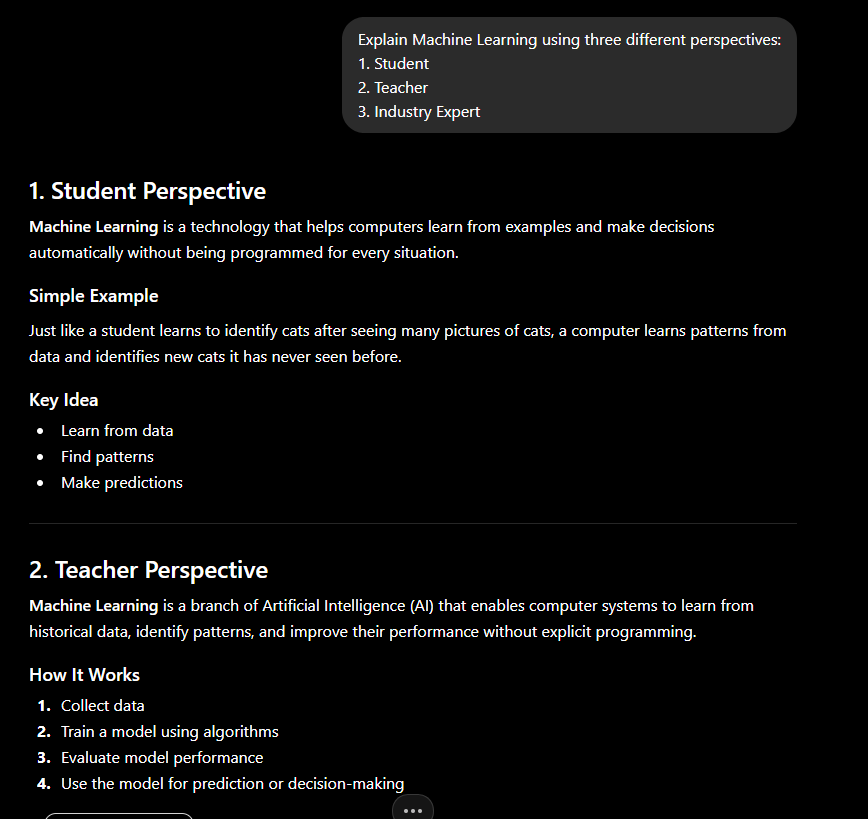 Explain Machine Learning using three different perspectives:
1. Student
2. Teacher
3. Industry Expert
1. Student Perspective
Machine Learning is a technology that helps computers learn from examples and make decisions
automatically without being programmed for every situation.
Simple Example
Just like a student learns to identify cats after seeing many pictures of cats, a computer learns patterns from
data and identifies new cats it has never seen before.
Key Idea
• Learn from data
• Find patterns
• Make predictions
2. Teacher Perspective
Machine Learning is a branch of Artificial Intelligence (AI) that enables computer systems to learn from
historical data, identify patterns, and improve their performance without explicit programming.
How It Works
1. Collect data
2. Train a model using algorithms
3. Evaluate model performance
4. Use the model for prediction or decision-making